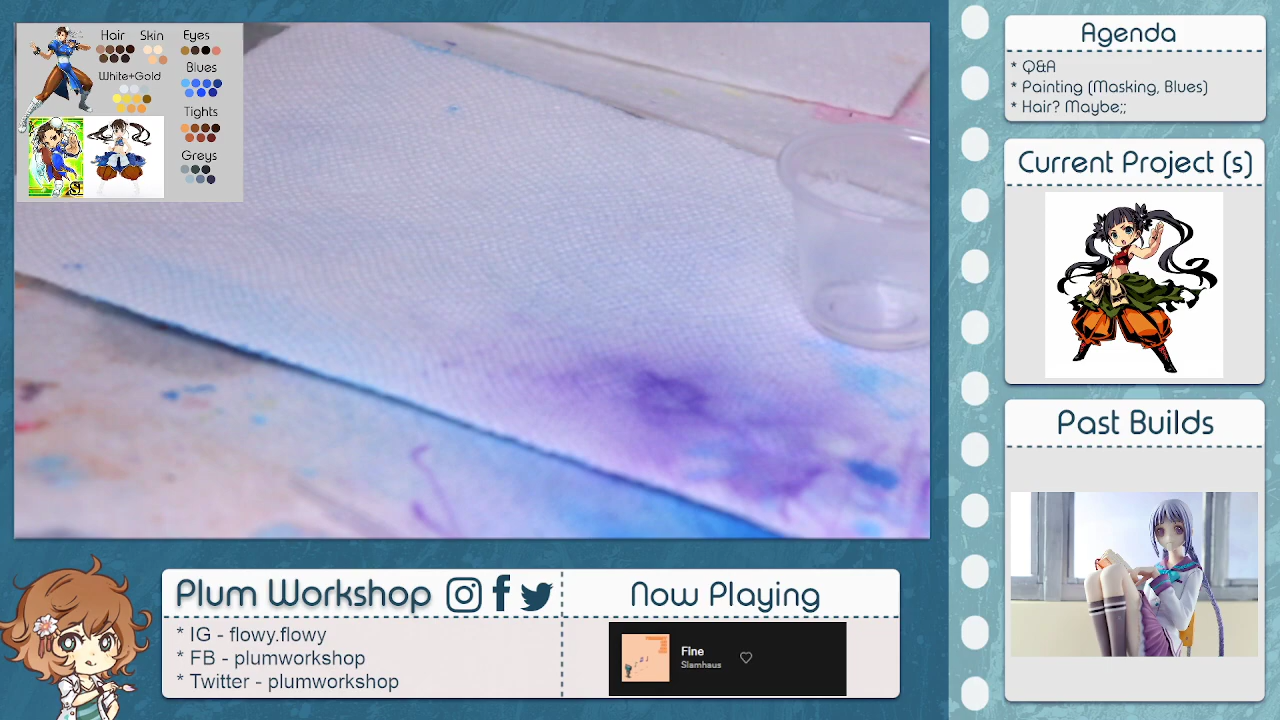 Hair Skin Eyes
White+Gold
Blues
Tights
Greys
Agenda
* Q&A
* Painting (Masking, Blues)
* Hair? Maybe;;
Current Project (s)
Past Builds
Plum Workshop
* IG - flowy.flowy
* FB - plumworkshop
* Twitter - plumworkshop
Now Playing
FIne
Slamhaus